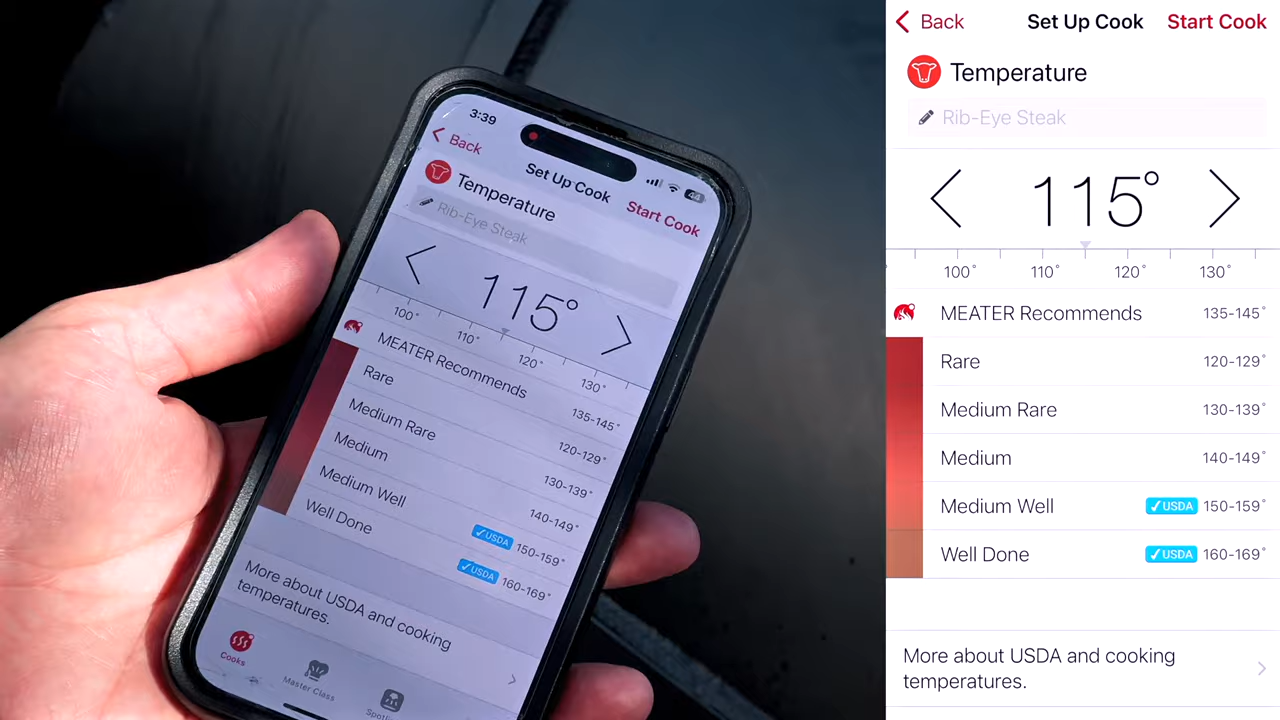 3:39
48
Back
Set Up Cook
Start Cook
Temperature
Rib-Eye Steak
115°
100° 110° 120° 130°
MEATER Recommends 135-145°
Rare 120-129°
Medium Rare 130-139°
Medium 140-149°
Medium Well ✓USDA 150-159°
Well Done ✓USDA 160-169°
More about USDA and cooking
temperatures.
Cooks
Master Class
Back Set Up Cook Start Cook
Temperature
Rib-Eye Steak
115°
100° 110° 120° 130°
MEATER Recommends 135-145°
Rare 120-129°
Medium Rare 130-139°
Medium 140-149°
Medium Well ✓USDA 150-159°
Well Done ✓USDA 160-169°
More about USDA and cooking
temperatures.